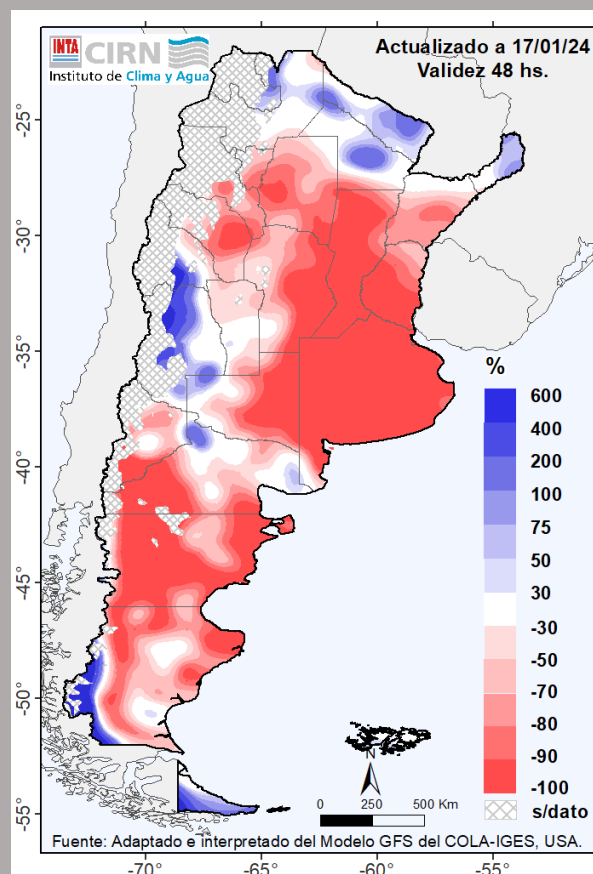 INTA CIRN
Instituto de Clima y Agua
Actualizado a 17/01/24
Validez 48 hs.
-25°
-30°
-35°
-40°
-45°
-50°
-55°
%
600
400
200
100
75
50
30
-30
-50
-70
-80
-90
-100
s/dato
N
0 250 500 Km
Fuente: Adaptado e interpretado del Modelo GFS del COLA-IGES, USA.
-70° -65° -60° -55°